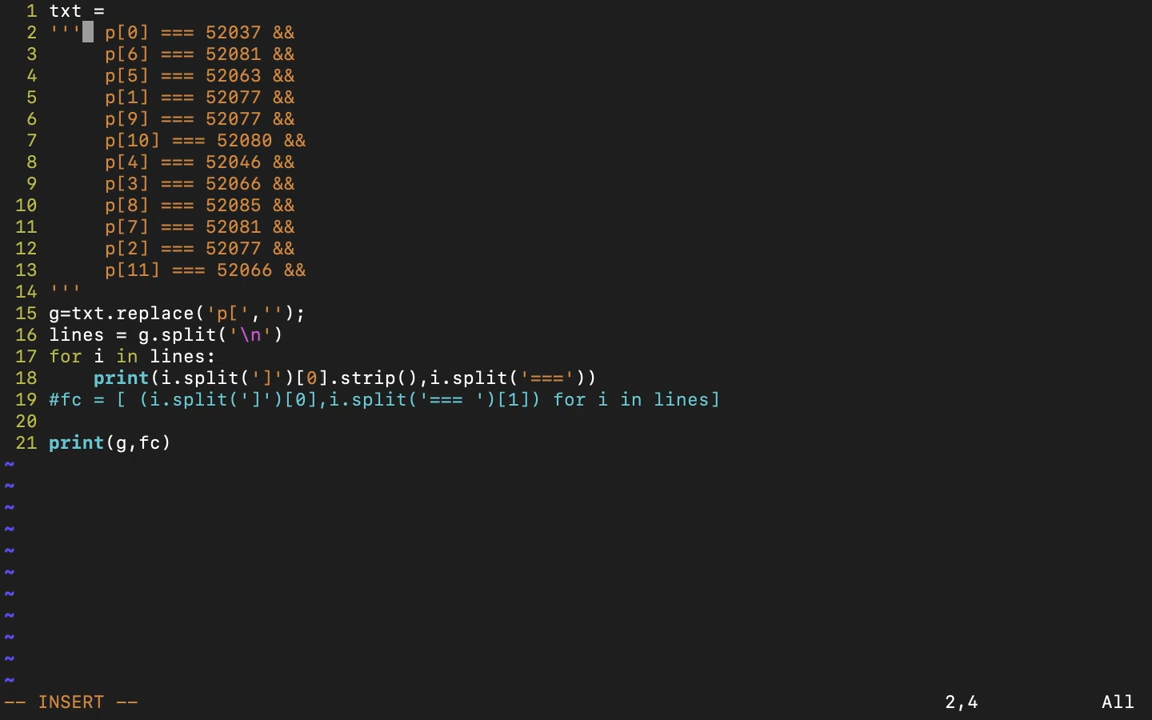 1 txt =
2 ''' p[0] === 52037 &&
3 p[6] === 52081 &&
4 p[5] === 52063 &&
5 p[1] === 52077 &&
6 p[9] === 52077 &&
7 p[10] === 52080 &&
8 p[4] === 52046 &&
9 p[3] === 52066 &&
10 p[8] === 52085 &&
11 p[7] === 52081 &&
12 p[2] === 52077 &&
13 p[11] === 52066 &&
14 '''
15 g=txt.replace('p[','');
16 lines = g.split('\n')
17 for i in lines:
18 print(i.split(']')[0].strip(),i.split('==='))
19 #fc = [ (i.split(']')[0],i.split('=== ')[1]) for i in lines]
20
21 print(g,fc)
~
~
~
~
~
~
~
~
~
~
~
-- INSERT -- 2,4 All